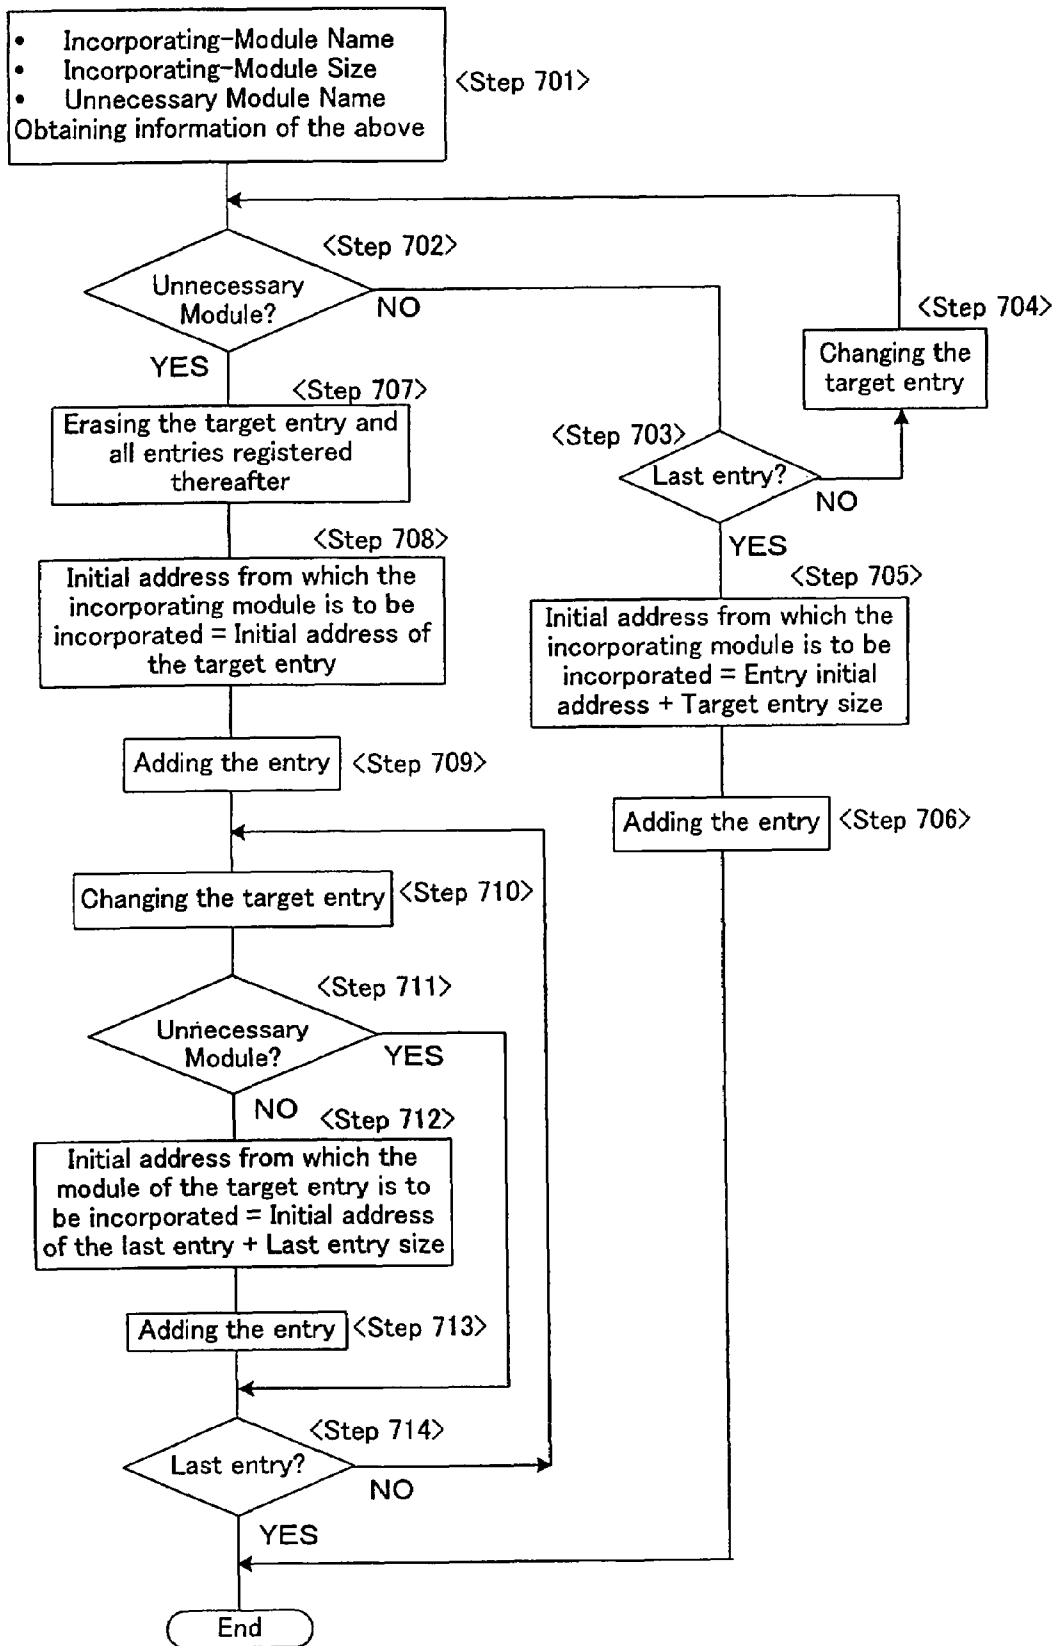 • Incorporating-Module Name
• Incorporating-Module Size
• Unnecessary Module Name
Obtaining information of the above
<Step 701>
<Step 702>
Unnecessary
Module?
NO
YES
<Step 704>
Changing the
target entry
<Step 703>
Last entry?
NO
YES
<Step 705>
Initial address from which the
incorporating module is to be
incorporated = Entry initial
address + Target entry size
Adding the entry
<Step 706>
<Step 707>
Erasing the target entry and
all entries registered
thereafter
<Step 708>
Initial address from which the
incorporating module is to be
incorporated = Initial address of
the target entry
Adding the entry
<Step 709>
Changing the target entry
<Step 710>
<Step 711>
Unnecessary
Module?
YES
NO
<Step 712>
Initial address from which the
module of the target entry is to
be incorporated = Initial address
of the last entry + Last entry size
Adding the entry
<Step 713>
<Step 714>
Last entry?
NO
YES
End